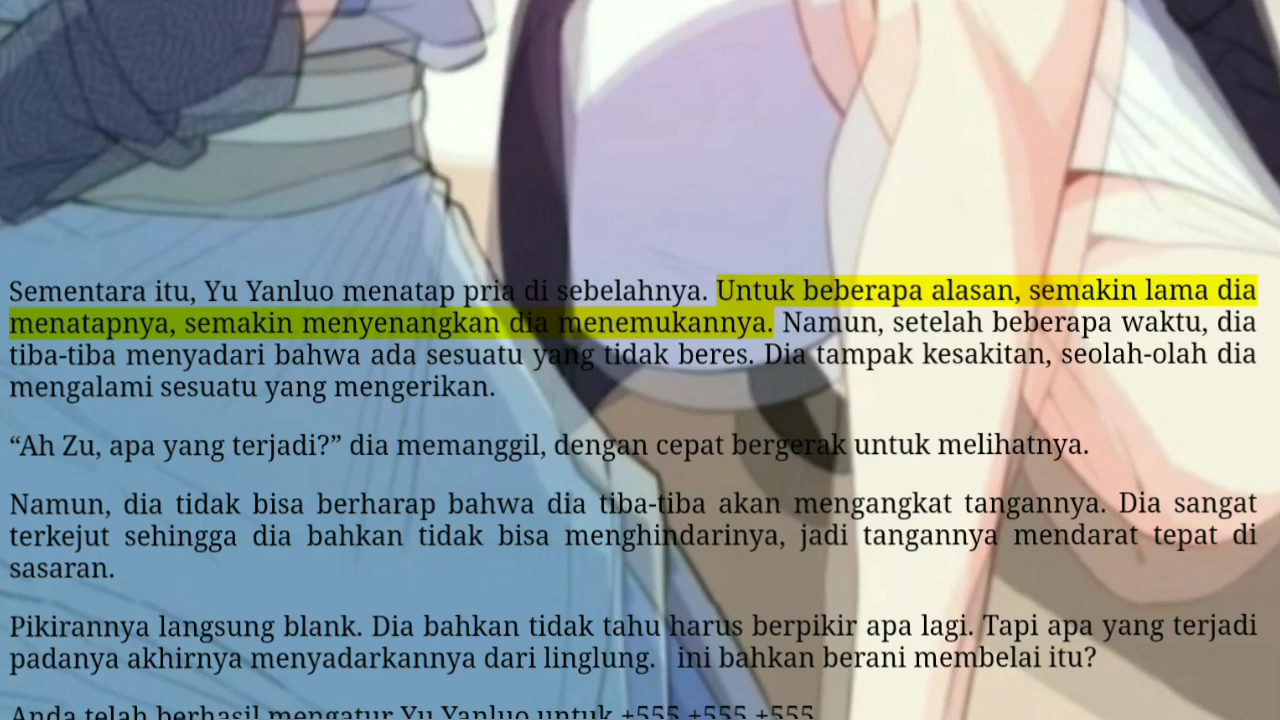 Sementara itu, Yu Yanluo menatap pria di sebelahnya. Untuk beberapa alasan, semakin lama dia
menatapnya, semakin menyenangkan dia menemukannya. Namun, setelah beberapa waktu, dia
tiba-tiba menyadari bahwa ada sesuatu yang tidak beres. Dia tampak kesakitan, seolah-olah dia
mengalami sesuatu yang mengerikan.
“Ah Zu, apa yang terjadi?” dia memanggil, dengan cepat bergerak untuk melihatnya.
Namun, dia tidak bisa berharap bahwa dia tiba-tiba akan mengangkat tangannya. Dia sangat
terkejut sehingga dia bahkan tidak bisa menghindarinya, jadi tangannya mendarat tepat di
sasaran.
Pikirannya langsung blank. Dia bahkan tidak tahu harus berpikir apa lagi. Tapi apa yang terjadi
padanya akhirnya menyadarkannya dari linglung. ini bahkan berani membelai itu?
Anda telah berhasil mengatur Yu Yanluo untuk +555 +555 +555